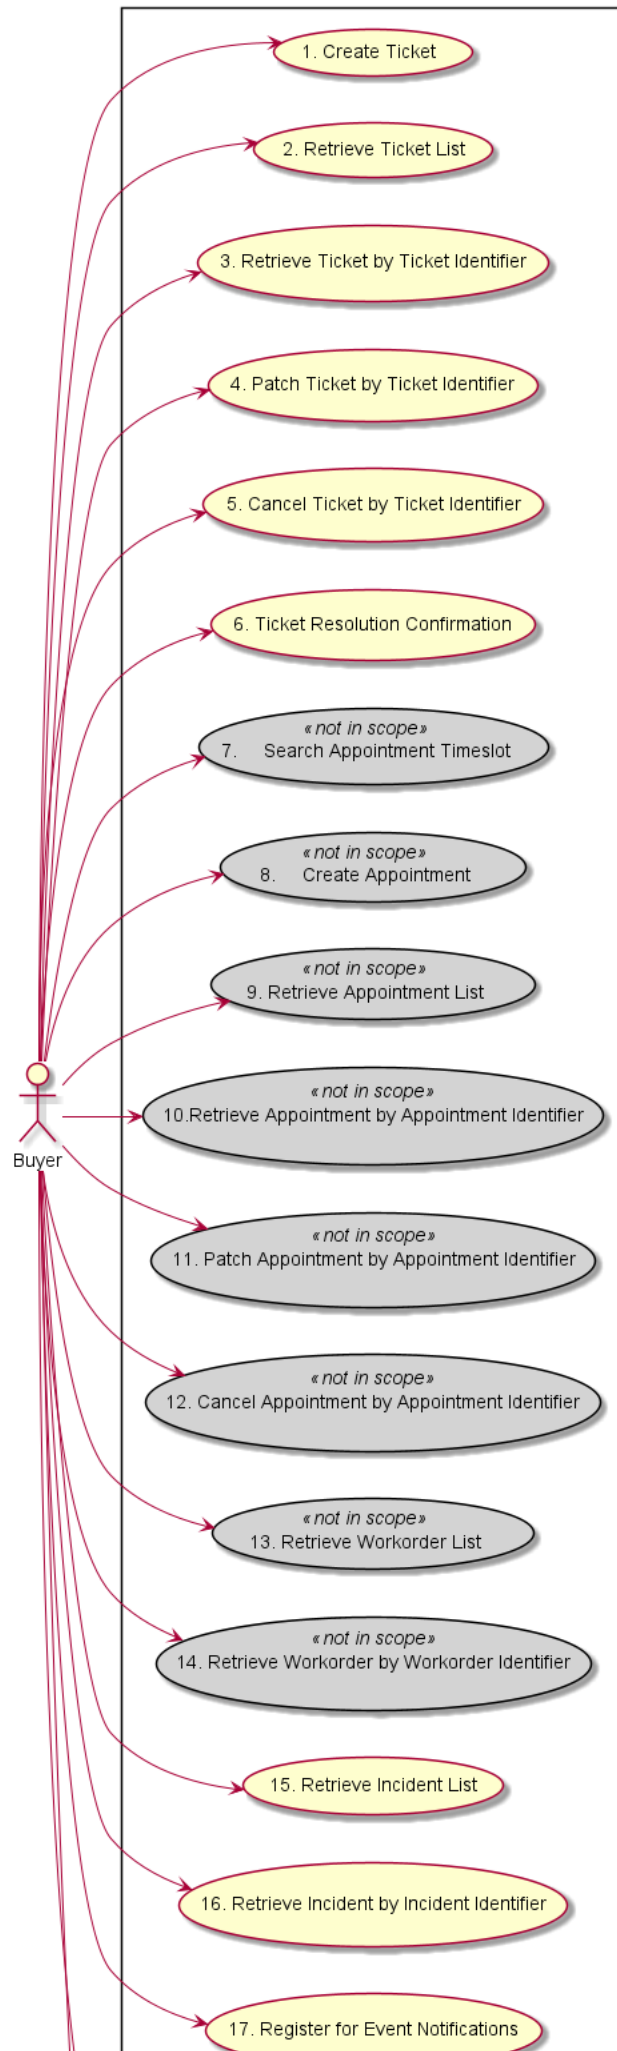 1. Create Ticket
2. Retrieve Ticket List
3. Retrieve Ticket by Ticket Identifier
4. Patch Ticket by Ticket Identifier
5. Cancel Ticket by Ticket Identifier
6. Ticket Resolution Confirmation
«not in scope»
7. Search Appointment Timeslot
«not in scope»
8. Create Appointment
«not in scope»
9. Retrieve Appointment List
«not in scope»
10.Retrieve Appointment by Appointment Identifier
Buyer
«not in scope»
11. Patch Appointment by Appointment Identifier
«not in scope»
12. Cancel Appointment by Appointment Identifier
«not in scope»
13. Retrieve Workorder List
«not in scope»
14. Retrieve Workorder by Workorder Identifier
15. Retrieve Incident List
16. Retrieve Incident by Incident Identifier
17. Register for Event Notifications